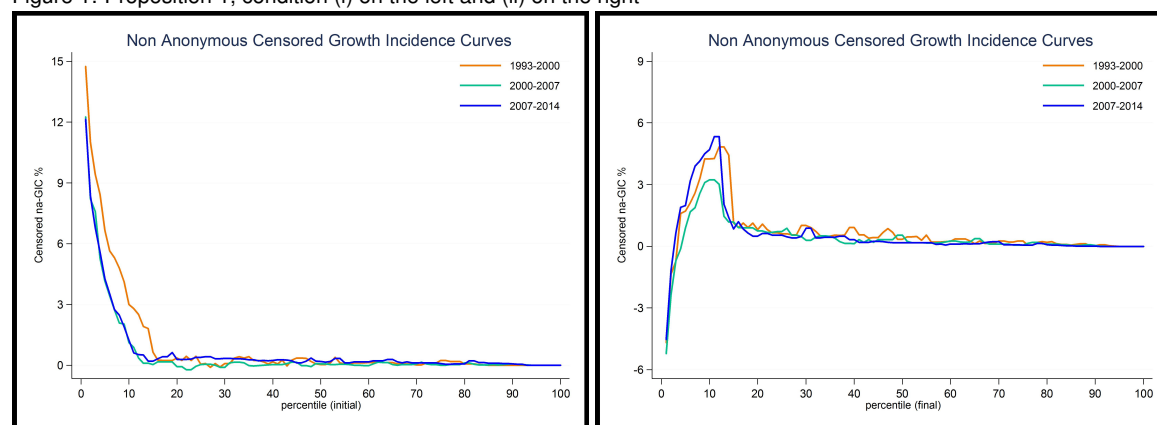 Figure 1: Proposition 1, condition (i) on the left and (ii) on the right
Non Anonymous Censored Growth Incidence Curves
1993-2000
2000-2007
2007-2014
Censored na-GIC %
15
12
9
6
3
0
0 10 20 30 40 50 60 70 80 90 100
percentile (initial)
Non Anonymous Censored Growth Incidence Curves
1993-2000
2000-2007
2007-2014
Censored na-GIC %
9
6
3
0
-3
-6
0 10 20 30 40 50 60 70 80 90 100
percentile (final)